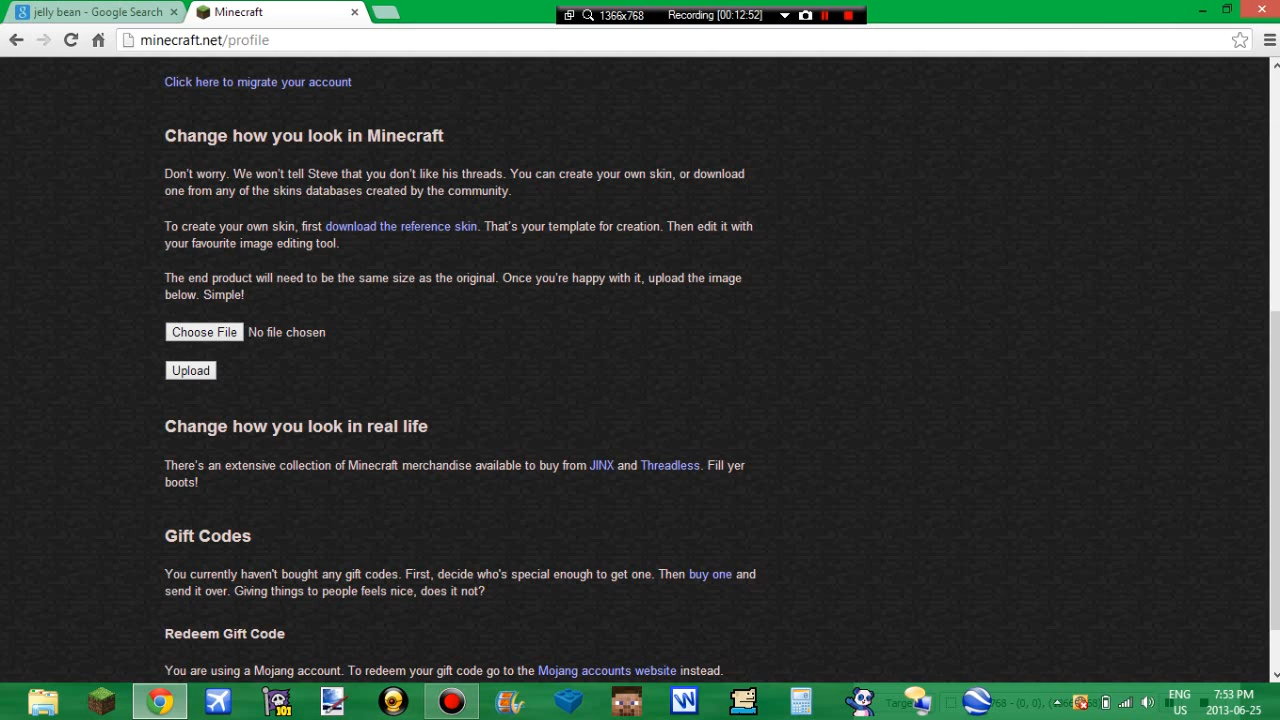 jelly bean - Google Search
Minecraft
1366x768
Recording [00:12:52]
minecraft.net/profile
Click here to migrate your account
Change how you look in Minecraft
Don't worry. We won't tell Steve that you don't like his threads. You can create your own skin, or download
one from any of the skins databases created by the community.
To create your own skin, first download the reference skin. That's your template for creation. Then edit it with
your favourite image editing tool.
The end product will need to be the same size as the original. Once you're happy with it, upload the image
below. Simple!
Choose File No file chosen
Upload
Change how you look in real life
There's an extensive collection of Minecraft merchandise available to buy from JINX and Threadless. Fill yer
boots!
Gift Codes
You currently haven't bought any gift codes. First, decide who's special enough to get one. Then buy one and
send it over. Giving things to people feels nice, does it not?
Redeem Gift Code
You are using a Mojang account. To redeem your gift code go to the Mojang accounts website instead.
101
W
ENG
US
7:53 PM
2013-06-25